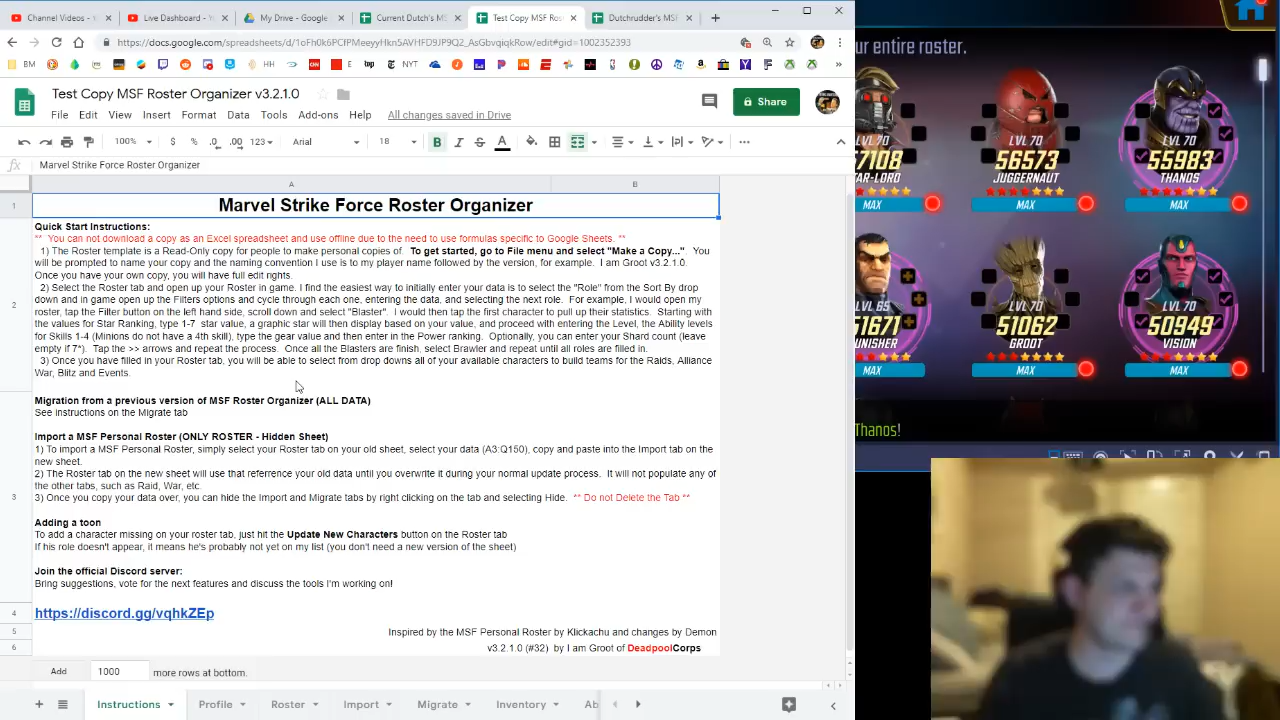 Channel Videos -
Live Dashboard - Yo
My Drive - Google
Current Dutch's MSF
Test Copy MSF Rost
Dutchrudder's MSF R
https://docs.google.com/spreadsheets/d/1oFh0k6PCfPMeeyyHkn5AVHFD9JP9Q2_AsGbvqiqkRow/edit#gid=1002352393
BM
CNN
E
top
NYT
Test Copy MSF Roster Organizer v3.2.1.0
File Edit View Insert Format Data Tools Add-ons Help All changes saved in Drive
Share
100% $ % .0 .00 123 Arial 18 B I S A
fx Marvel Strike Force Roster Organizer
A B
1 Marvel Strike Force Roster Organizer
Quick Start Instructions:
** You can not download a copy as an Excel spreadsheet and use offline due to the need to use formulas specific to Google Sheets. **
1) The Roster template is a Read-Only copy for people to make personal copies of. To get started, go to File menu and select "Make a Copy...". You
will be prompted to name your copy and the naming convention I use is to my player name followed by the version, for example. I am Groot v3.2.1.0.
Once you have your own copy, you will have full edit rights.
2) Select the Roster tab and open up your Roster in game. I find the easiest way to initially enter your data is to select the "Role" from the Sort By drop
down and in game open up the Filters options and cycle through each one, entering the data, and selecting the next role. For example, I would open my
2
roster, tap the Filter button of the left hand side, scroll down and select "Blaster". I would then tap the first character to pull up their statistics. Starting with
the values for Star Ranking, type 1-7 star value, a graphic star will then display based on your value, and proceed with entering the Level, the Ability levels
for Skills 1-4 (Minions do not have a 4th skill), type the gear value and then enter in the Power ranking. Optionally, you can enter your Shard count (leave
empty if 7*). Tap the >> arrows and repeat the process. Once all the Blasters are finish, select Brawler and repeat until all roles are filled in.
3) Once you have filled in your Roster tab, you will be able to select from drop downs all of your available characters to build teams for the Raids, Alliance
War, Blitz and Events.
Migration from a previous version of MSF Roster Organizer (ALL DATA)
See instructions on the Migrate tab
Import a MSF Personal Roster (ONLY ROSTER - Hidden Sheet)
1) To import a MSF Personal Roster, simply select your Roster tab on your old sheet, select your data (A3:Q150), copy and paste into the Import tab on the
new sheet.
2) The Roster tab on the new sheet will use that referrence your old data until you overwrite it during your normal update process. It will not populate any of
the other tabs, such as Raid, War, etc.
3
3) Once you copy your data over, you can hide the Import and Migrate tabs by right clicking on the tab and selecting Hide. ** Do not Delete the Tab **
Adding a toon
To add a character missing on your roster tab, just hit the Update New Characters button on the Roster tab
If his role doesn't appear, it means he's probably not yet on my list (you don't need a new version of the sheet)
Join the official Discord server:
Bring suggestions, vote for the next features and discuss the tools I'm working on!
4 https://discord.gg/vqhkZEp
5 Inspired by the MSF Personal Roster by Klickachu and changes by Demon
6 v3.2.1.0 (#32) by I am Groot of DeadpoolCorps
Add 1000 more rows at bottom.
Instructions Profile Roster Import Migrate Inventory Ab
ur entire roster.
LVL 70 LVL 70 LVL 70
57108 56573 55983
TAR-LORD JUGGERNAUT THANOS
MAX MAX MAX
LVL 65 LVL 70 LVL 70
51671 51062 50949
UNISHER GROOT VISION
MAX MAX MAX
Thanos!